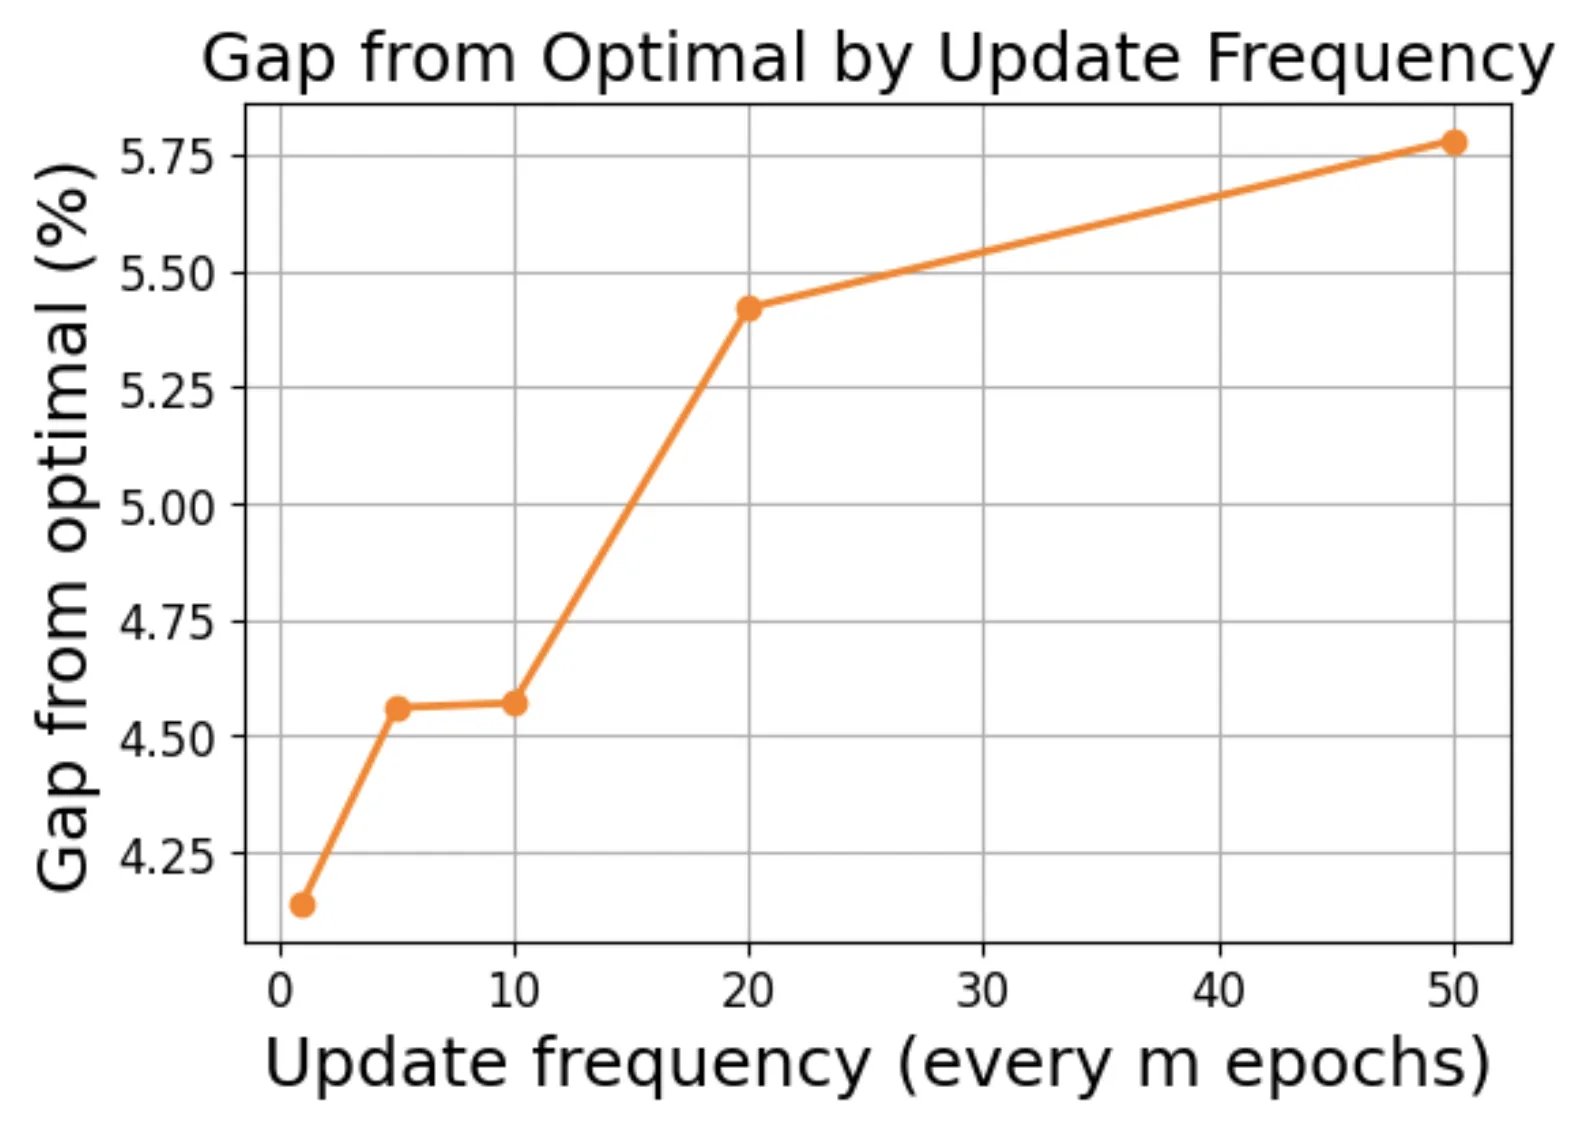 Gap from Optimal by Update Frequency
Gap from optimal (%)
5.75
5.50
5.25
5.00
4.75
4.50
4.25
0 10 20 30 40 50
Update frequency (every m epochs)